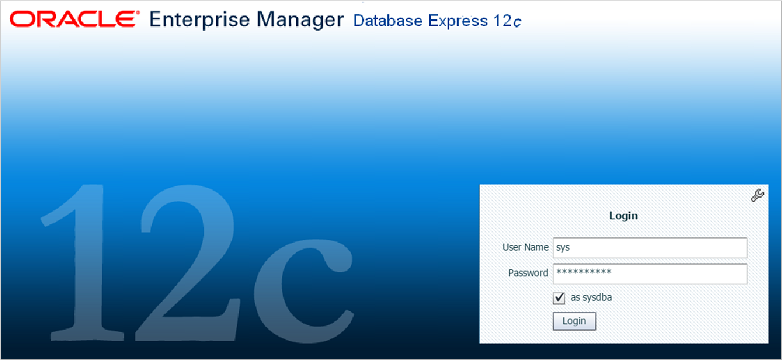 ORACLE® Enterprise Manager Database Express 12c
12c
Login
User Name sys
Password **********
as sysdba
Login